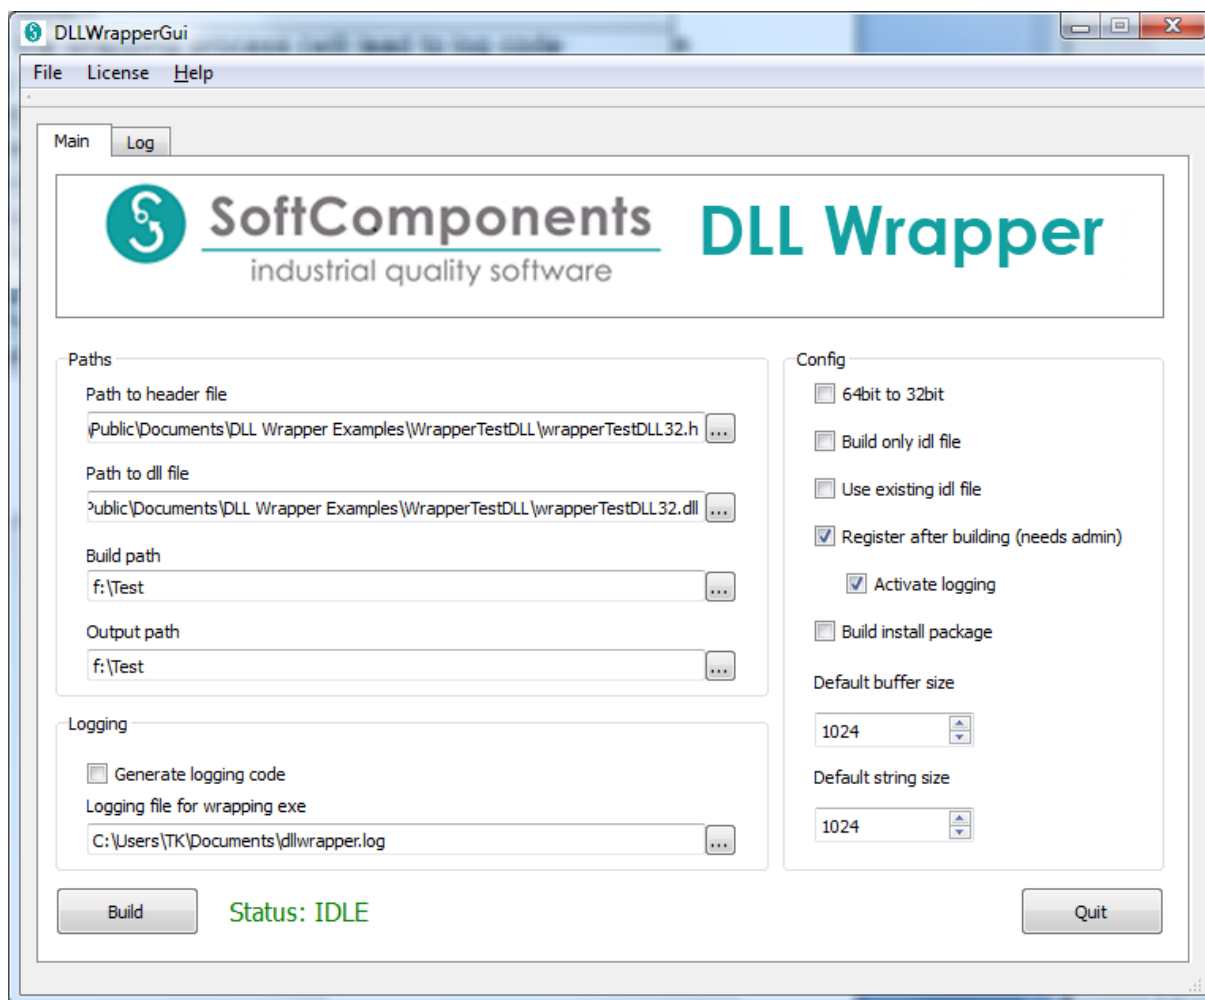 DLLWrapperGui
File License Help
Main Log
SoftComponents
industrial quality software
DLL Wrapper
Paths
Path to header file
\Public\Documents\DLL Wrapper Examples\WrapperTestDLL\wrapperTestDLL32.h ...
Path to dll file
Public\Documents\DLL Wrapper Examples\WrapperTestDLL\wrapperTestDLL32.dll ...
Build path
f:\Test ...
Output path
f:\Test ...
Logging
Generate logging code
Logging file for wrapping exe
C:\Users\TK\Documents\dllwrapper.log ...
Config
64bit to 32bit
Build only idl file
Use existing idl file
Register after building (needs admin)
Activate logging
Build install package
Default buffer size
1024
Default string size
1024
Build
Status: IDLE
Quit